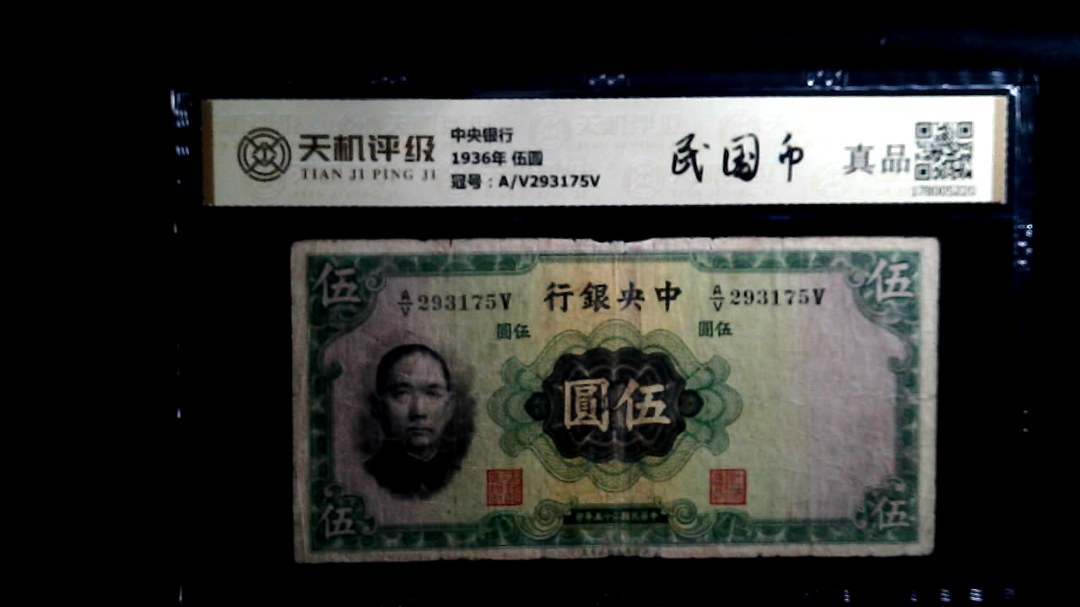 天机评级
TIAN JI PING JI
中央银行
1936年 伍圆
冠号：A/V293175V
民国币
真品
178005220
伍
伍
A/V 293175V
行銀央中
A/V 293175V
圓伍
圓伍
圓伍
伍
伍